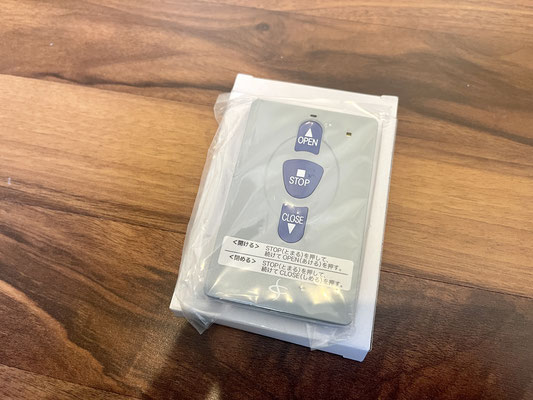 OPEN
STOP
CLOSE
<開ける> STOP(とまる)を押して、
続けてOPEN(あける)を押す。
<閉める> STOP(とまる)を押して、
続けてCLOSE(しめる)を押す。